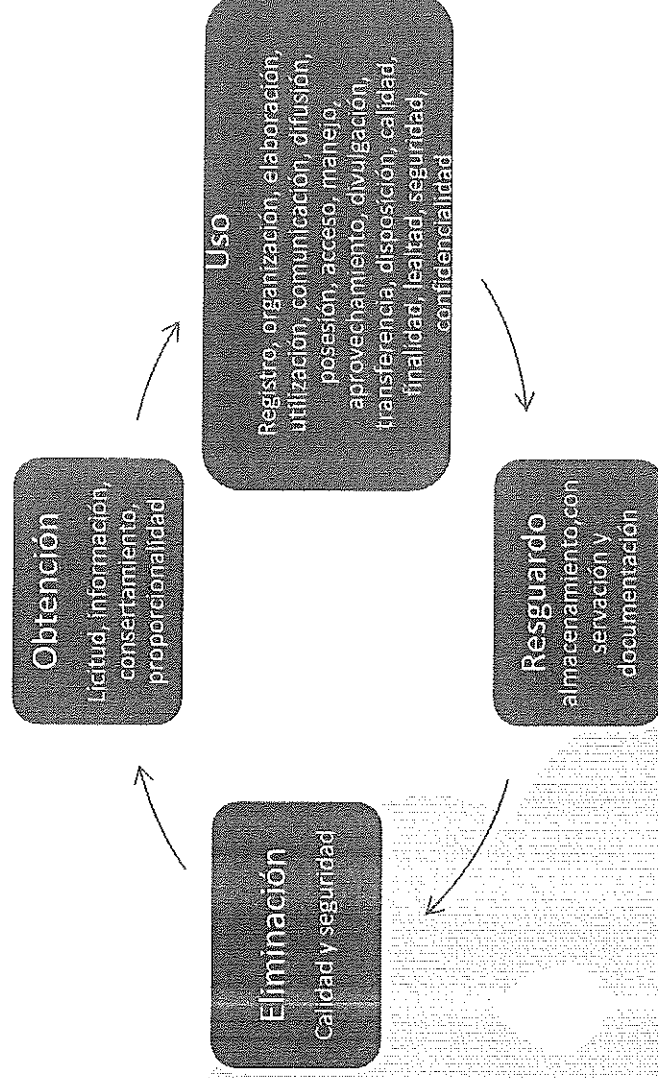 Obtención
Licitud, información,
consertamiento,
proporcionalidad
Uso
Registro, organización, elaboración,
utilización, comunicación, difusión,
posesión, acceso, manejo,
aprovechamiento, divulgación,
transferencia, disposición, calidad,
finalidad, lealtad, seguridad,
confidencialidad
Resguardo
almacenamiento,con
servación y
documentación
Eliminación
Calidad y seguridad